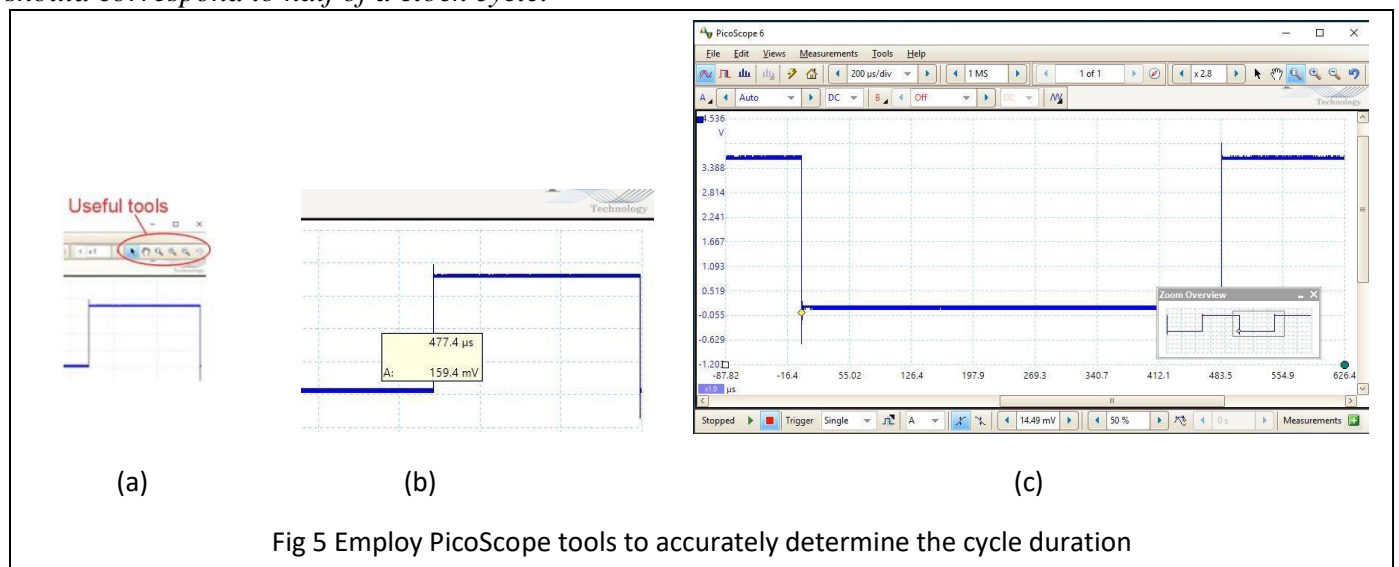 should correspond to half of a clock cycle.
Useful tools
x1
Technology
Technology
477.4 µs
A: 159.4 mV
PicoScope 6
File Edit Views Measurements Tools Help
200 µs/div 1 MS 1 of 1 x 2.8
A Auto DC B Off DC
Technology
4.536
V
3.388
2.814
2.241
1.667
1.093
0.519
-0.055
-0.629
-1.203
Zoom Overview
-87.82 -16.4 55.02 126.4 197.9 269.3 340.7 412.1 483.5 554.9 626.4
x1.0 µs
Stopped Trigger Single A 14.49 mV 50 % 0 s Measurements
(a) (b) (c)
Fig 5 Employ PicoScope tools to accurately determine the cycle duration